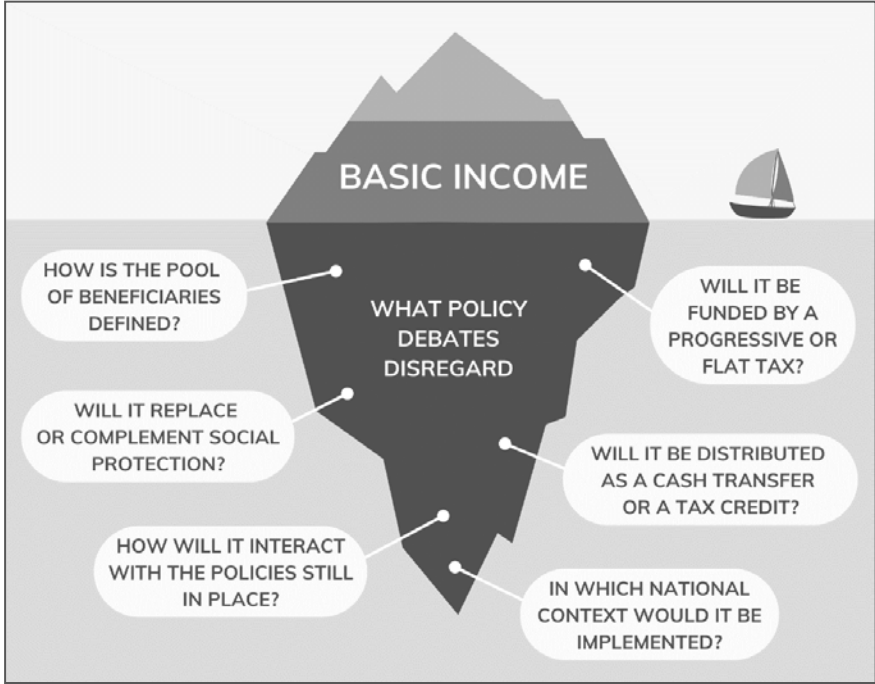 BASIC INCOME
WHAT POLICY
DEBATES
DISREGARD
HOW IS THE POOL
OF BENEFICIARIES
DEFINED?
WILL IT REPLACE
OR COMPLEMENT SOCIAL
PROTECTION?
HOW WILL IT INTERACT
WITH THE POLICIES STILL
IN PLACE?
WILL IT BE
FUNDED BY A
PROGRESSIVE OR
FLAT TAX?
WILL IT BE DISTRIBUTED
AS A CASH TRANSFER
OR A TAX CREDIT?
IN WHICH NATIONAL
CONTEXT WOULD IT BE
IMPLEMENTED?